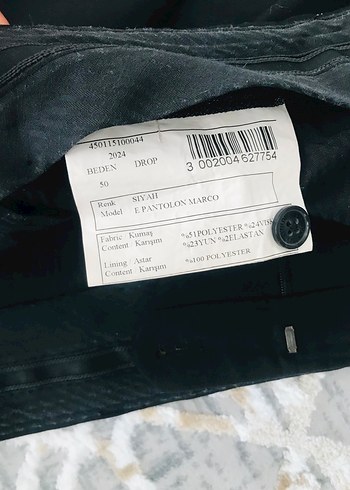 450115100044
2024
BEDEN DROP
50
3 002004 627754
Renk SIYAH
Model E PANTOLON MARCO
Fabric / Kumaş %51POLYESTER %24VIS
Content / Karışım %23YUN %2ELASTAN
Lining / Astar %100 POLYESTER
Content / Karışım